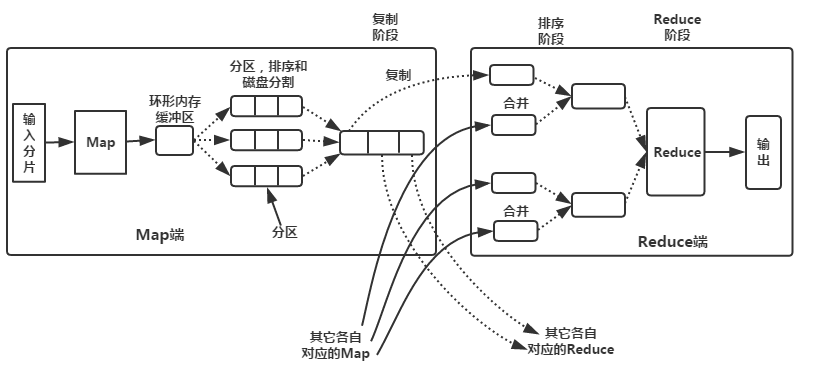 复制
阶段
排序
阶段
Reduce
阶段
分区，排序和
磁盘分割
复制
环形内存
缓冲区
输
入
分
片
Map
合并
Reduce
输
出
合并
分区
Map端
Reduce端
其它各自
对应的Map
其它各自
对应的Reduce